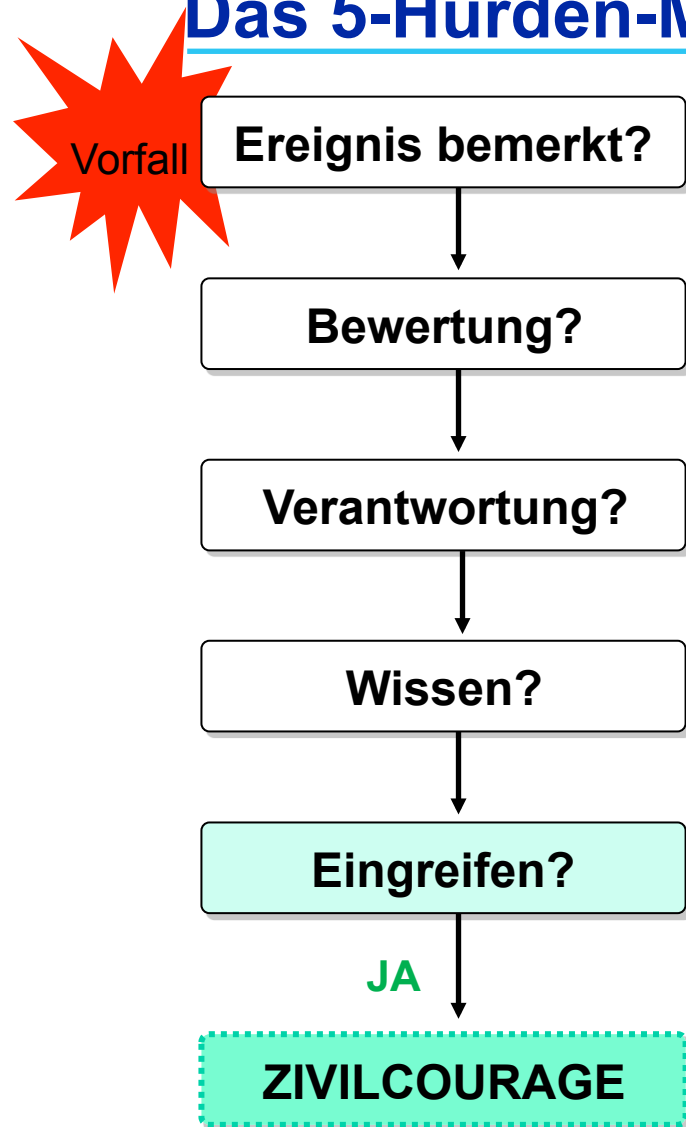 Das 5-Hürden-M
Vorfall
Ereignis bemerkt?
Bewertung?
Verantwortung?
Wissen?
Eingreifen?
JA
ZIVILCOURAGE